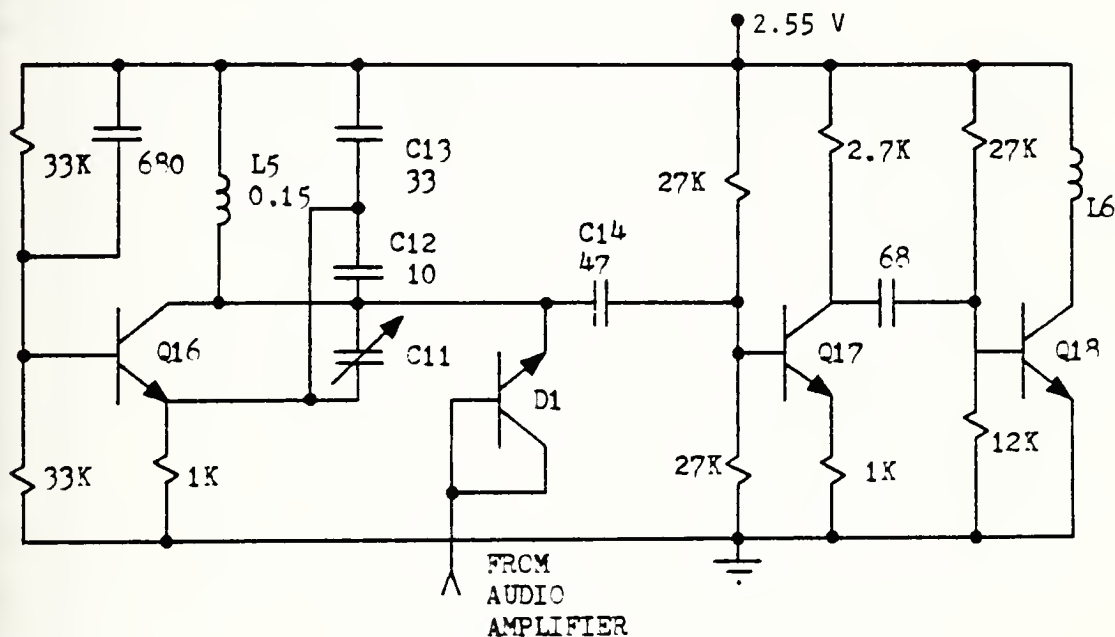 2.55 V
33K
680
L5
0.15
C13
33
C12
10
C11
Q16
33K
1K
D1
FROM
AUDIO
AMPLIFIER
C14
47
27K
27K
2.7K
68
Q17
1K
27K
12K
L6
Q18